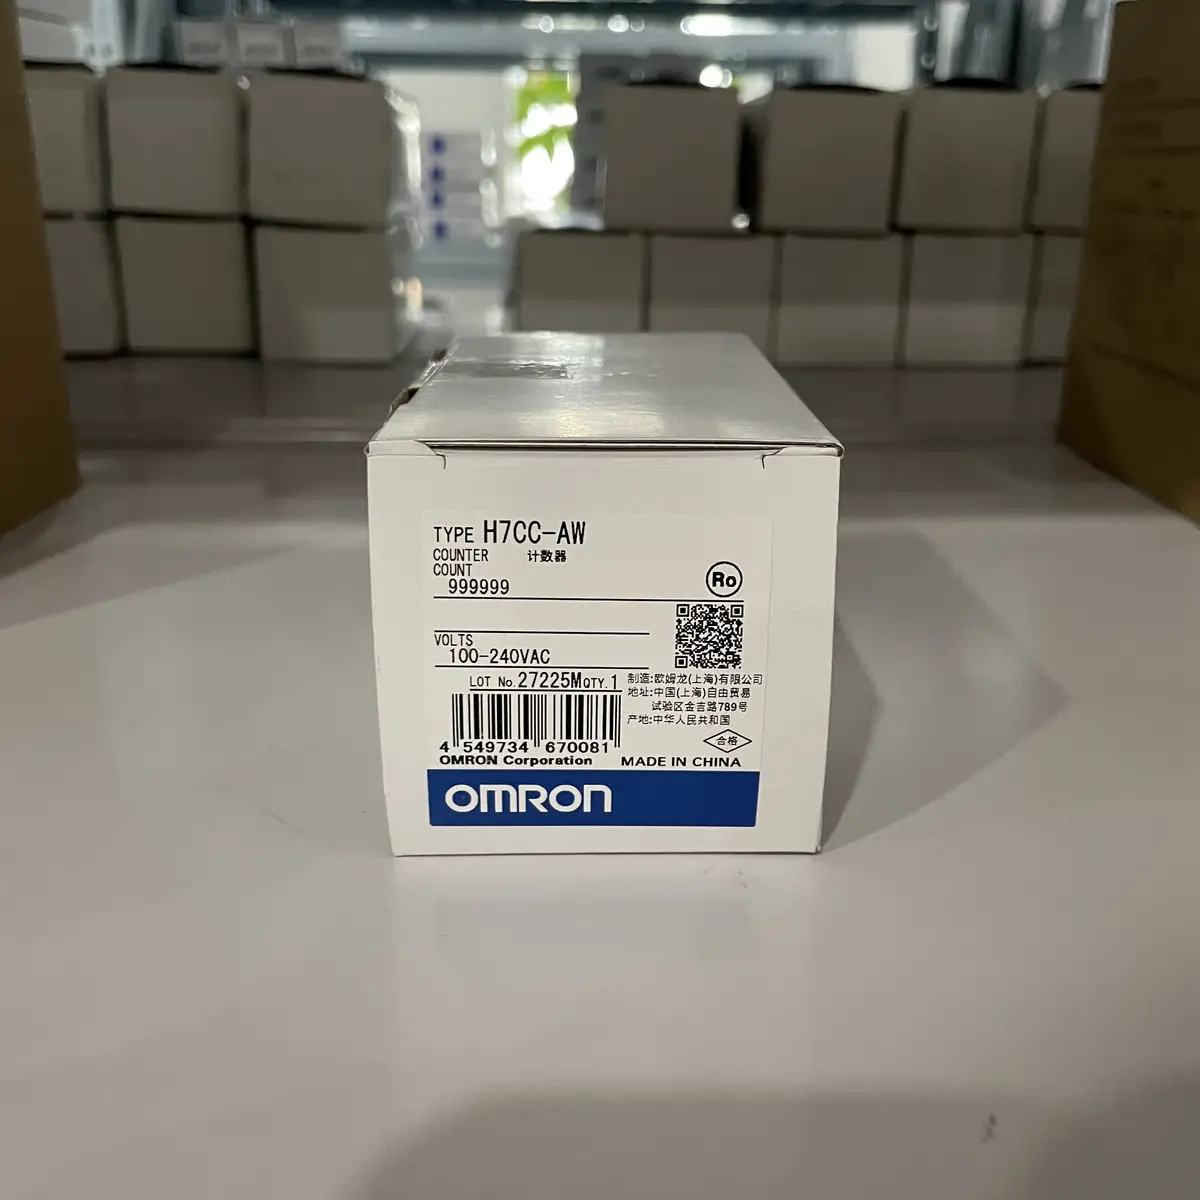 TYPE H7CC-AW
COUNTER 计数器
COUNT
999999
Ro
VOLTS
100-240VAC
LOT No. 27225M QTY. 1
制造:欧姆龙(上海)有限公司
地址:中国(上海)自由贸易
试验区金吉路789号
产地:中华人民共和国
4 549734 670081
合格
OMRON Corporation MADE IN CHINA
OMRON